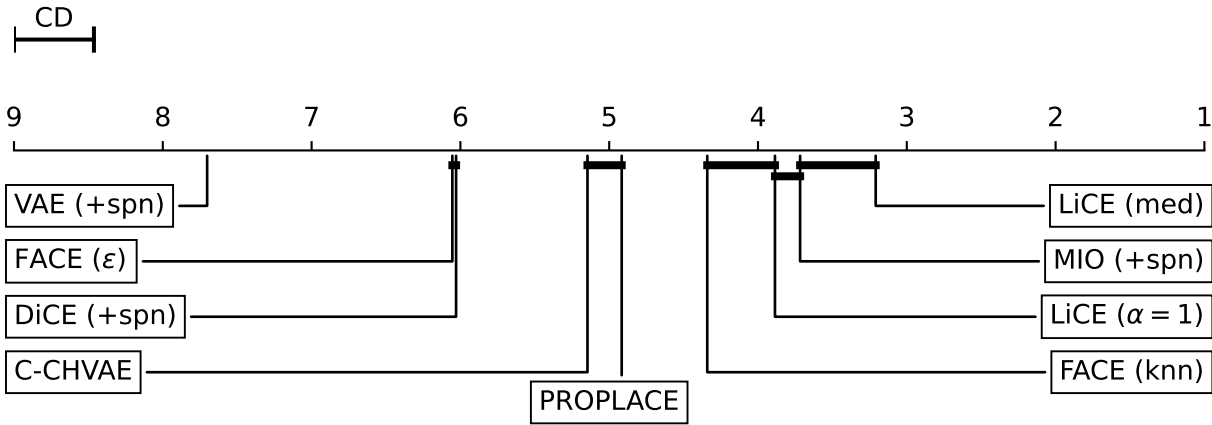 CD
9 8 7 6 5 4 3 2 1
VAE (+spn)
LiCE (med)
FACE (ε)
MIO (+spn)
DiCE (+spn)
LiCE (α = 1)
C-CHVAE
FACE (knn)
PROPLACE